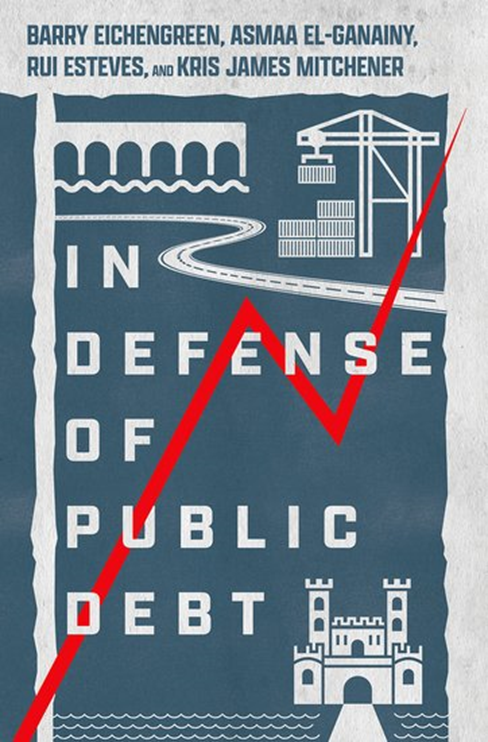 BARRY EICHENGREEN, ASMAA EL-GANAINY,
RUI ESTEVES, AND KRIS JAMES MITCHENER
IN
DEFENSE
OF
PUBLIC
DEBT